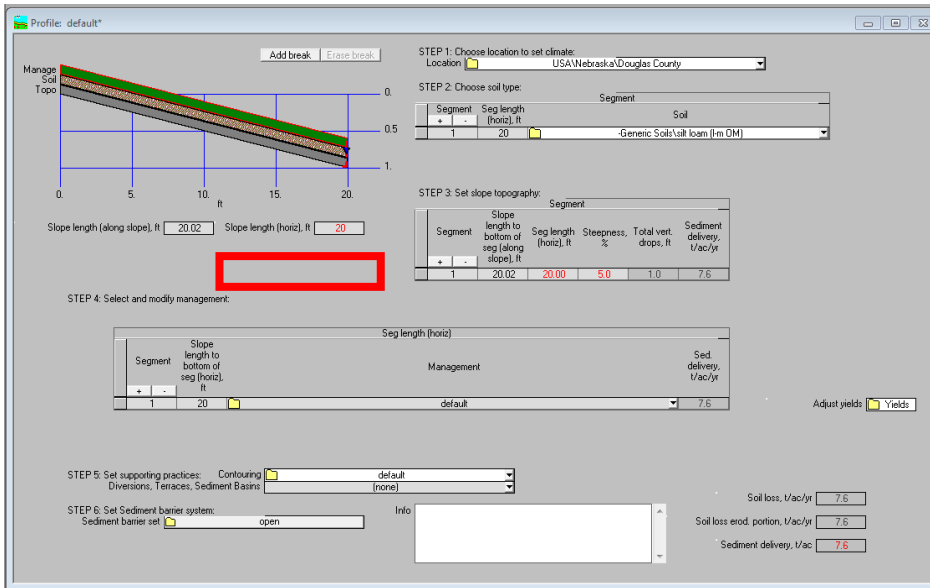 Profile: default*
Add break Erase break
Manage
Soil
Topo
0.
0.5
1.
0. 5. 10. 15. 20.
ft
Slope length (along slope), ft 20.02 Slope length (horiz), ft 20
STEP 1: Choose location to set climate:
Location USA\Nebraska\Douglas County
STEP 2: Choose soil type:
Segment
Segment Seg length (horiz), ft Soil
+ -
1 20 -Generic Soils\silt loam (l-m OM)
STEP 3: Set slope topography:
Segment
Segment Slope length to bottom of seg (along slope), ft Seg length (horiz), ft Steepness, % Total vert. drops, ft Sediment delivery, t/ac/yr
+ -
1 20.02 20.00 5.0 1.0 7.6
STEP 4: Select and modify management:
Seg length (horiz)
Segment Slope length to bottom of seg (horiz), ft Management Sed. delivery, t/ac/yr
+ -
1 20 default 7.6
Adjust yields Yields
STEP 5: Set supporting practices: Contouring default
Diversions, Terraces, Sediment Basins (none)
STEP 6: Set Sediment barrier system:
Sediment barrier set open
Info
Soil loss, t/ac/yr 7.6
Soil loss erod. portion, t/ac/yr 7.6
Sediment delivery, t/ac 7.6